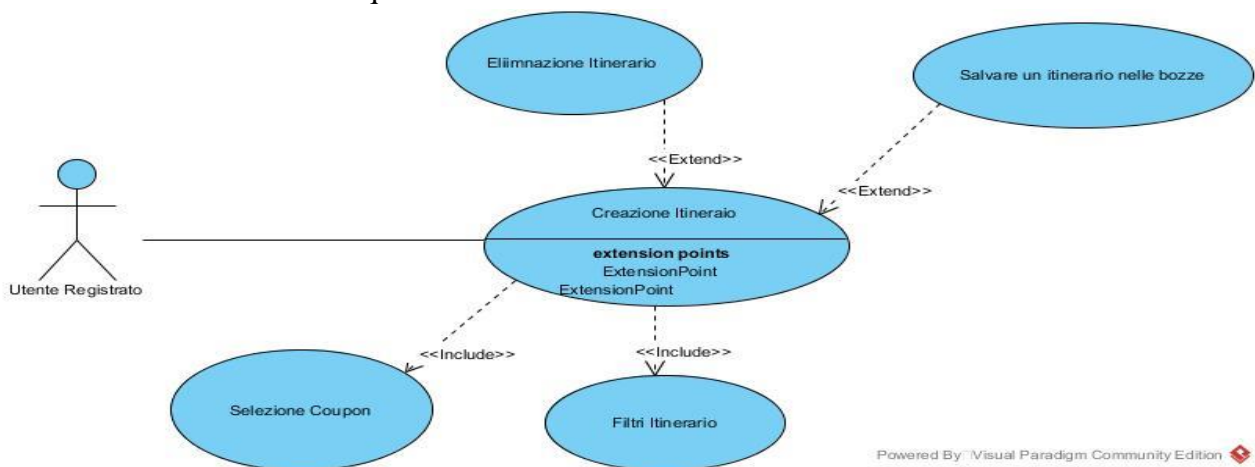 Eliimnazione Itinerario
Salvare un itinerario nelle bozze
<<Extend>>
<<Extend>>
Creazione Itineraio
extension points
ExtensionPoint
ExtensionPoint
Utente Registrato
<<Include>>
<<Include>>
Selezione Coupon
Filtri Itinerario
Powered By Visual Paradigm Community Edition